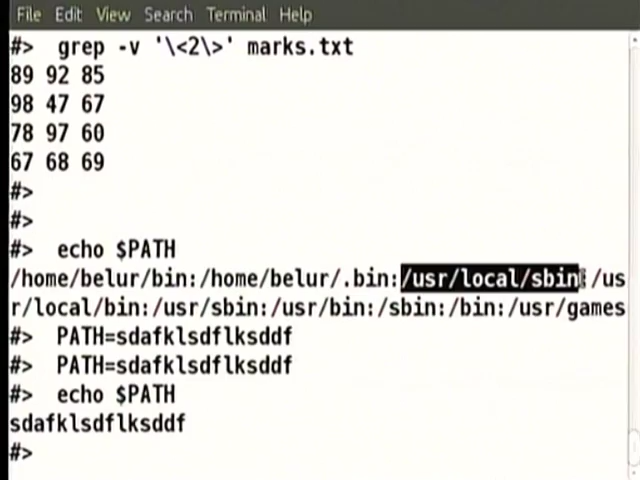 File Edit View Search Terminal Help
#>  grep -v '\<2\>' marks.txt
89 92 85
98 47 67
78 97 60
67 68 69
#>
#>
#>  echo $PATH
/home/belur/bin:/home/belur/.bin:/usr/local/sbin:/us
r/local/bin:/usr/sbin:/usr/bin:/sbin:/bin:/usr/games
#>  PATH=sdafklsdflksddf
#>  PATH=sdafklsdflksddf
#>  echo $PATH
sdafklsdflksddf
#>